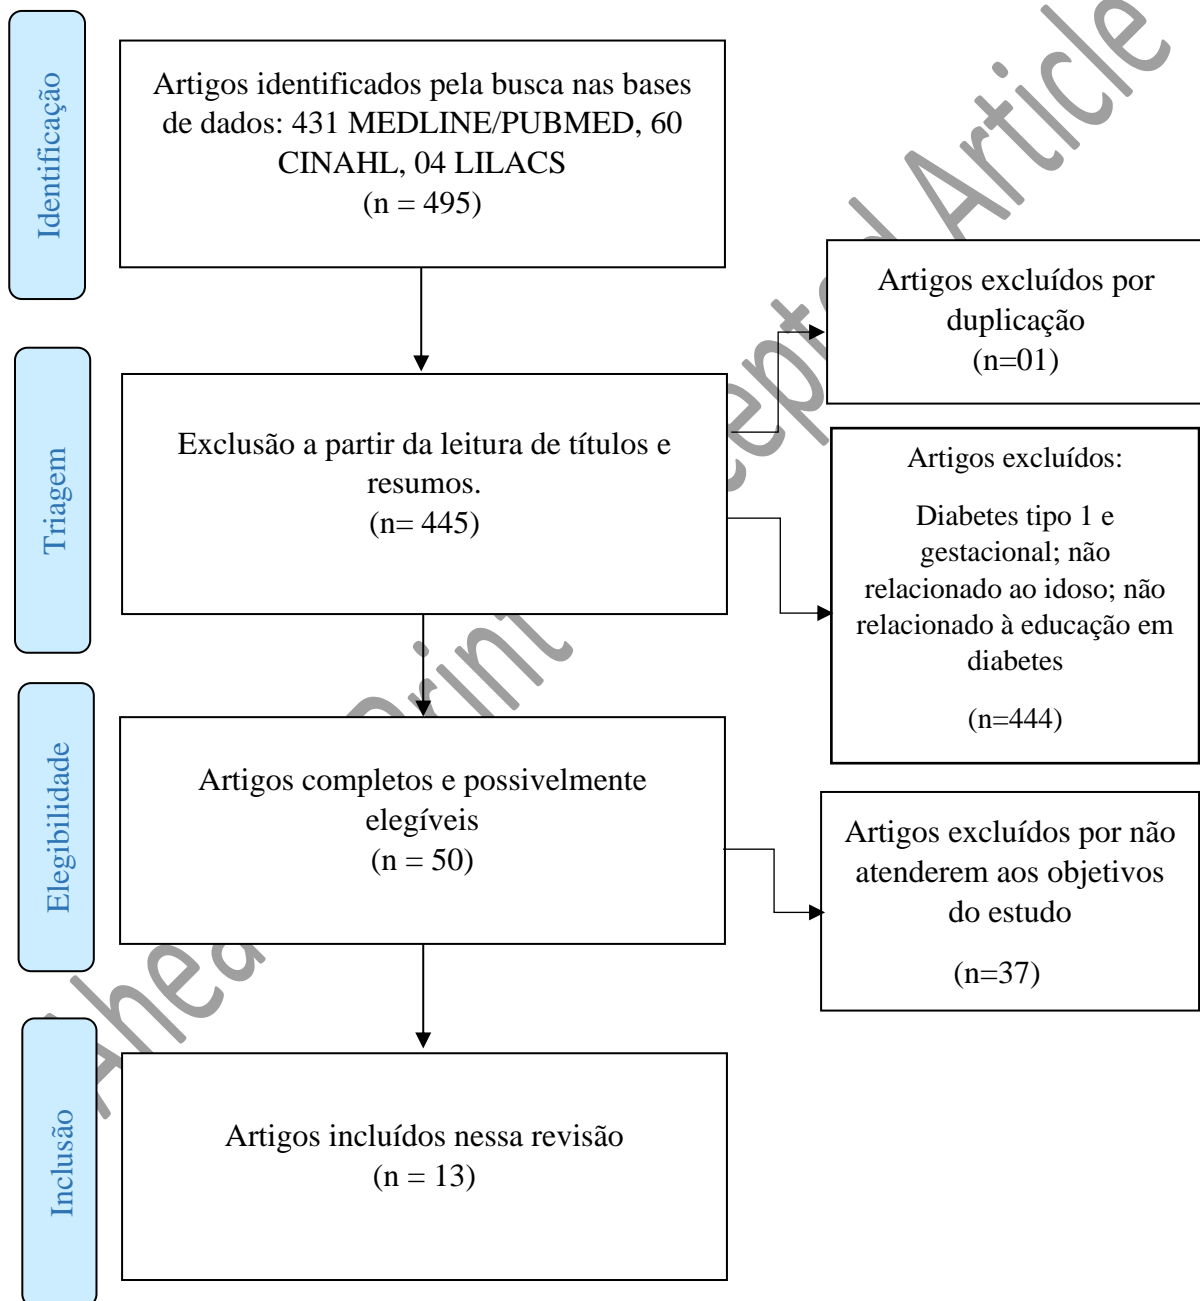 Identificação
Artigos identificados pela busca nas bases
de dados: 431 MEDLINE/PUBMED, 60
CINAHL, 04 LILACS
(n = 495)
Artigos excluídos por
duplicação
(n=01)
Triagem
Exclusão a partir da leitura de títulos e
resumos.
(n= 445)
Artigos excluídos:
Diabetes tipo 1 e
gestacional; não
relacionado ao idoso; não
relacionado à educação em
diabetes
(n=444)
Elegibilidade
Artigos completos e possivelmente
elegíveis
(n = 50)
Artigos excluídos por não
atenderem aos objetivos
do estudo
(n=37)
Inclusão
Artigos incluídos nessa revisão
(n = 13)
Print
Article